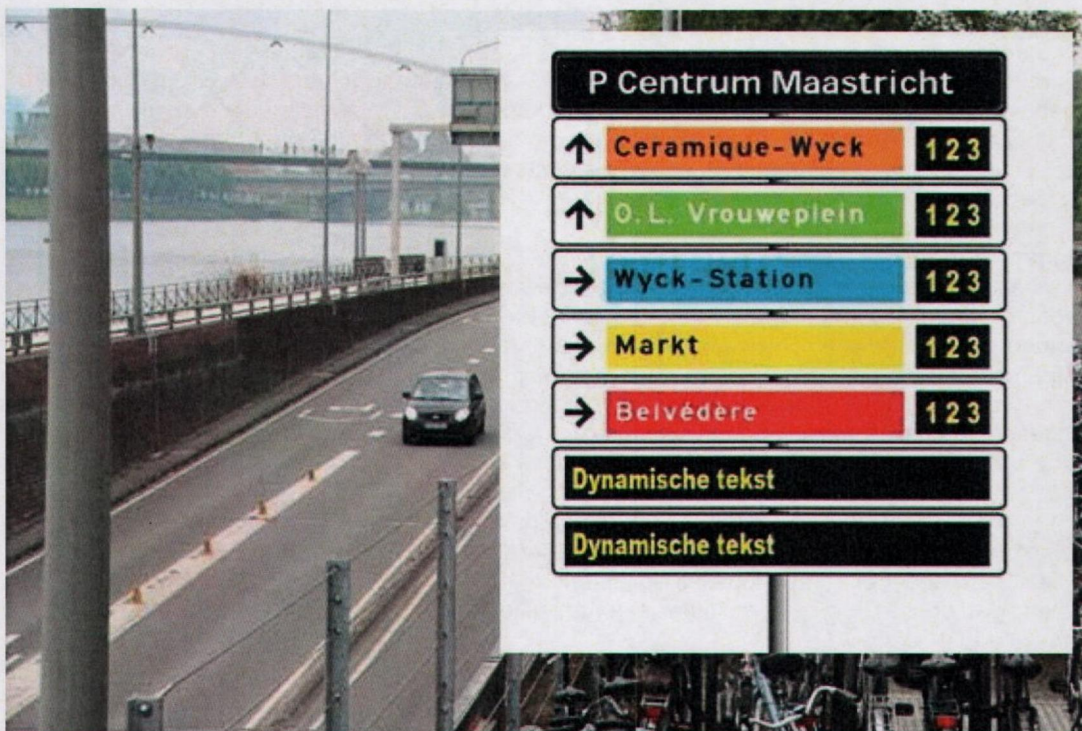 P Centrum Maastricht
↑ Ceramique-Wyck 123
↑ O.L. Vrouweplein 123
→ Wyck-Station 123
→ Markt 123
→ Belvédère 123
Dynamische tekst
Dynamische tekst